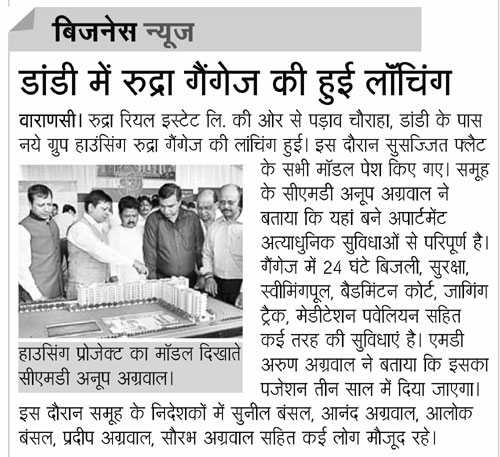 बिजनेस न्यूज
डांडी में रुद्रा गैंगेज की हुई लॉचिंग
वाराणसी। रुद्रा रियल इस्टेट लि. की ओर से पड़ाव चौराहा, डांडी के पास
नये ग्रुप हाउंसिंग रुद्रा गैंगेज की लांचिंग हुई। इस दौरान सुसज्जित फ्लैट
के सभी मॉडल पेश किए गए। समूह
के सीएमडी अनूप अग्रवाल ने
बताया कि यहां बने अपार्टमेंट
अत्याधुनिक सुविधाओं से परिपूर्ण है।
गैंगेज में 24 घंटे बिजली, सुरक्षा,
स्वीमिंगपूल, बैडमिंटन कोर्ट, जागिंग
ट्रैक, मेडीटेशन पवेलियन सहित
कई तरह की सुविधाएं है। एमडी
अरुण अग्रवाल ने बताया कि इसका
पजेशन तीन साल में दिया जाएगा।
हाउसिंग प्रोजेक्ट का मॉडल दिखाते
सीएमडी अनूप अग्रवाल।
इस दौरान समूह के निदेशकों में सुनील बंसल, आनंद अग्रवाल, आलोक
बंसल, प्रदीप अग्रवाल, सौरभ अग्रवाल सहित कई लोग मौजूद रहे।